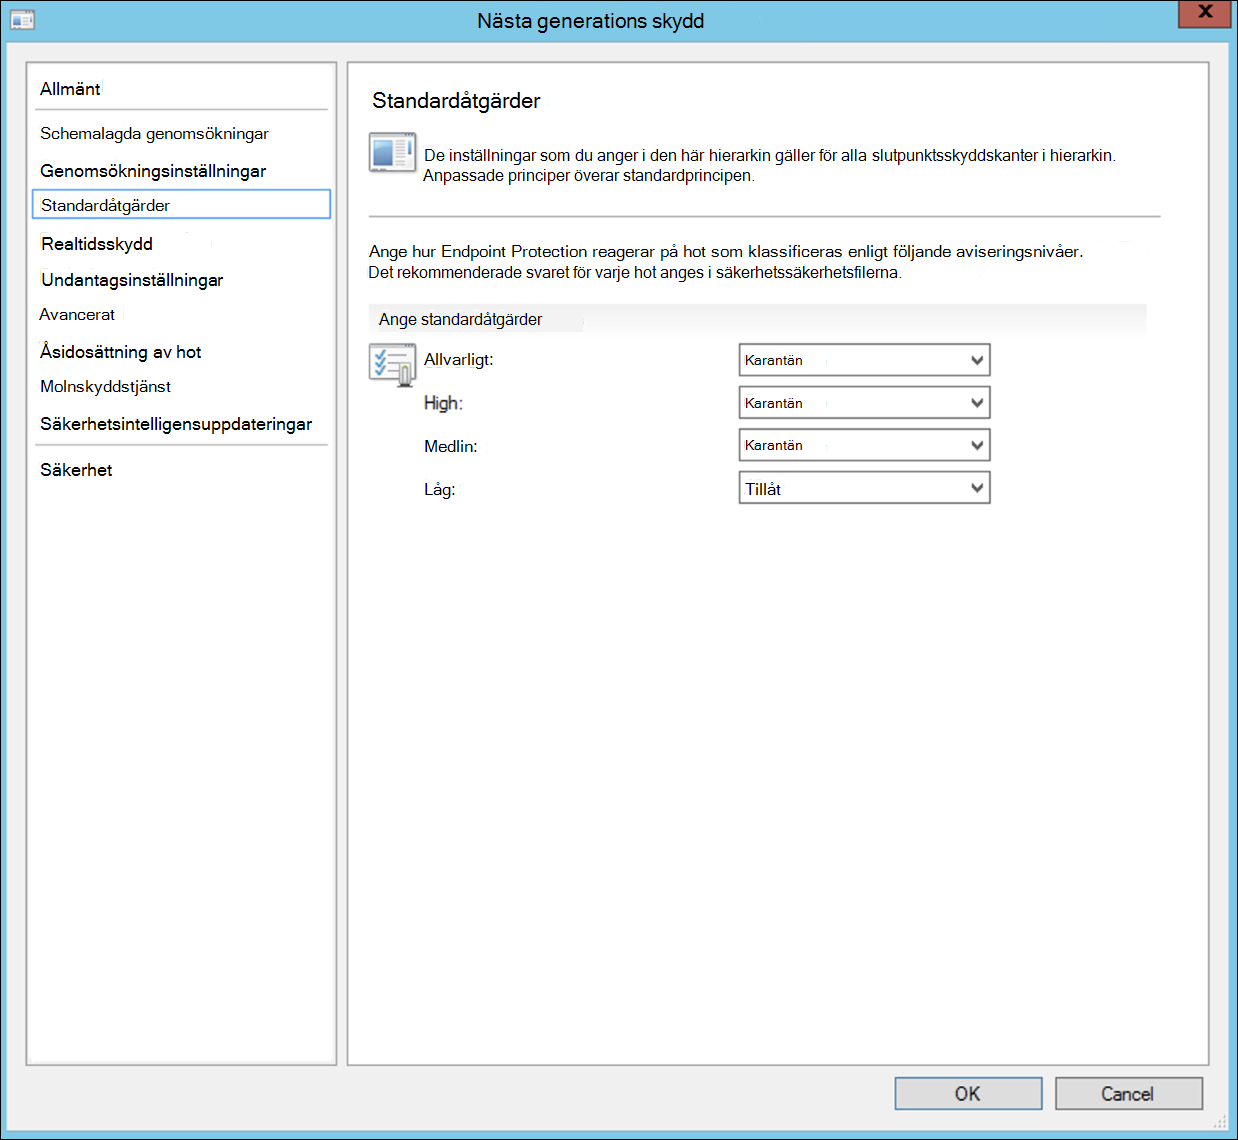 Nästa generations skydd
X
Allmänt
Schemalagda genomsökningar
Genomsökningsinställningar
Standardåtgärder
Realtidsskydd
Undantagsinställningar
Avancerat
Åsidosättning av hot
Molnskyddstjänst
Säkerhetsintelligensuppdateringar
Säkerhet
Standardåtgärder
De inställningar som du anger i den här hierarkin gäller för alla slutpunktsskyddskanter i hierarkin.
Anpassade principer överar standardprincipen.
Ange hur Endpoint Protection reagerar på hot som klassificeras enligt följande aviseringsnivåer.
Det rekommenderade svaret för varje hot anges i säkerhetssäkerhetsfilerna.
Ange standardåtgärder
Allvarligt: Karantän
High: Karantän
Medlin: Karantän
Låg: Tillåt
OK Cancel